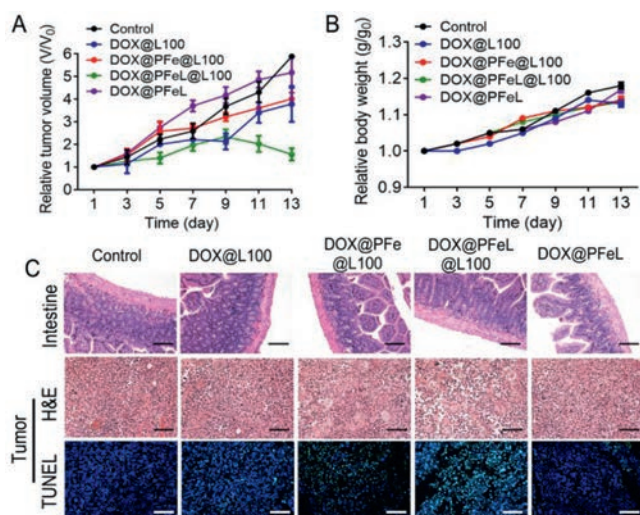 A
Relative tumor volume (V/V₀)
Control
DOX@L100
DOX@PFe@L100
DOX@PFeL@L100
DOX@PFeL
6
5
4
3
2
1
0
1 3 5 7 9 11 13
Time (day)
B
Relative body weight (g/g₀)
Control
DOX@L100
DOX@PFe@L100
DOX@PFeL@L100
DOX@PFeL
1.2
1.1
1.0
0.9
1 3 5 7 9 11 13
Time (day)
C
Control
DOX@L100
DOX@PFe
@L100
DOX@PFeL
@L100
DOX@PFeL
Intestine
Tumor
H&E
TUNEL